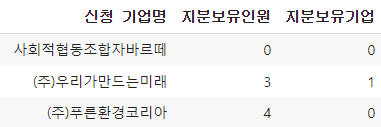 신청 기업명 지분보유인원 지분보유기업
사회적협동조합자바르떼 0 0
(주)우리가만드는미래 3 1
(주)푸른환경코리아 4 0